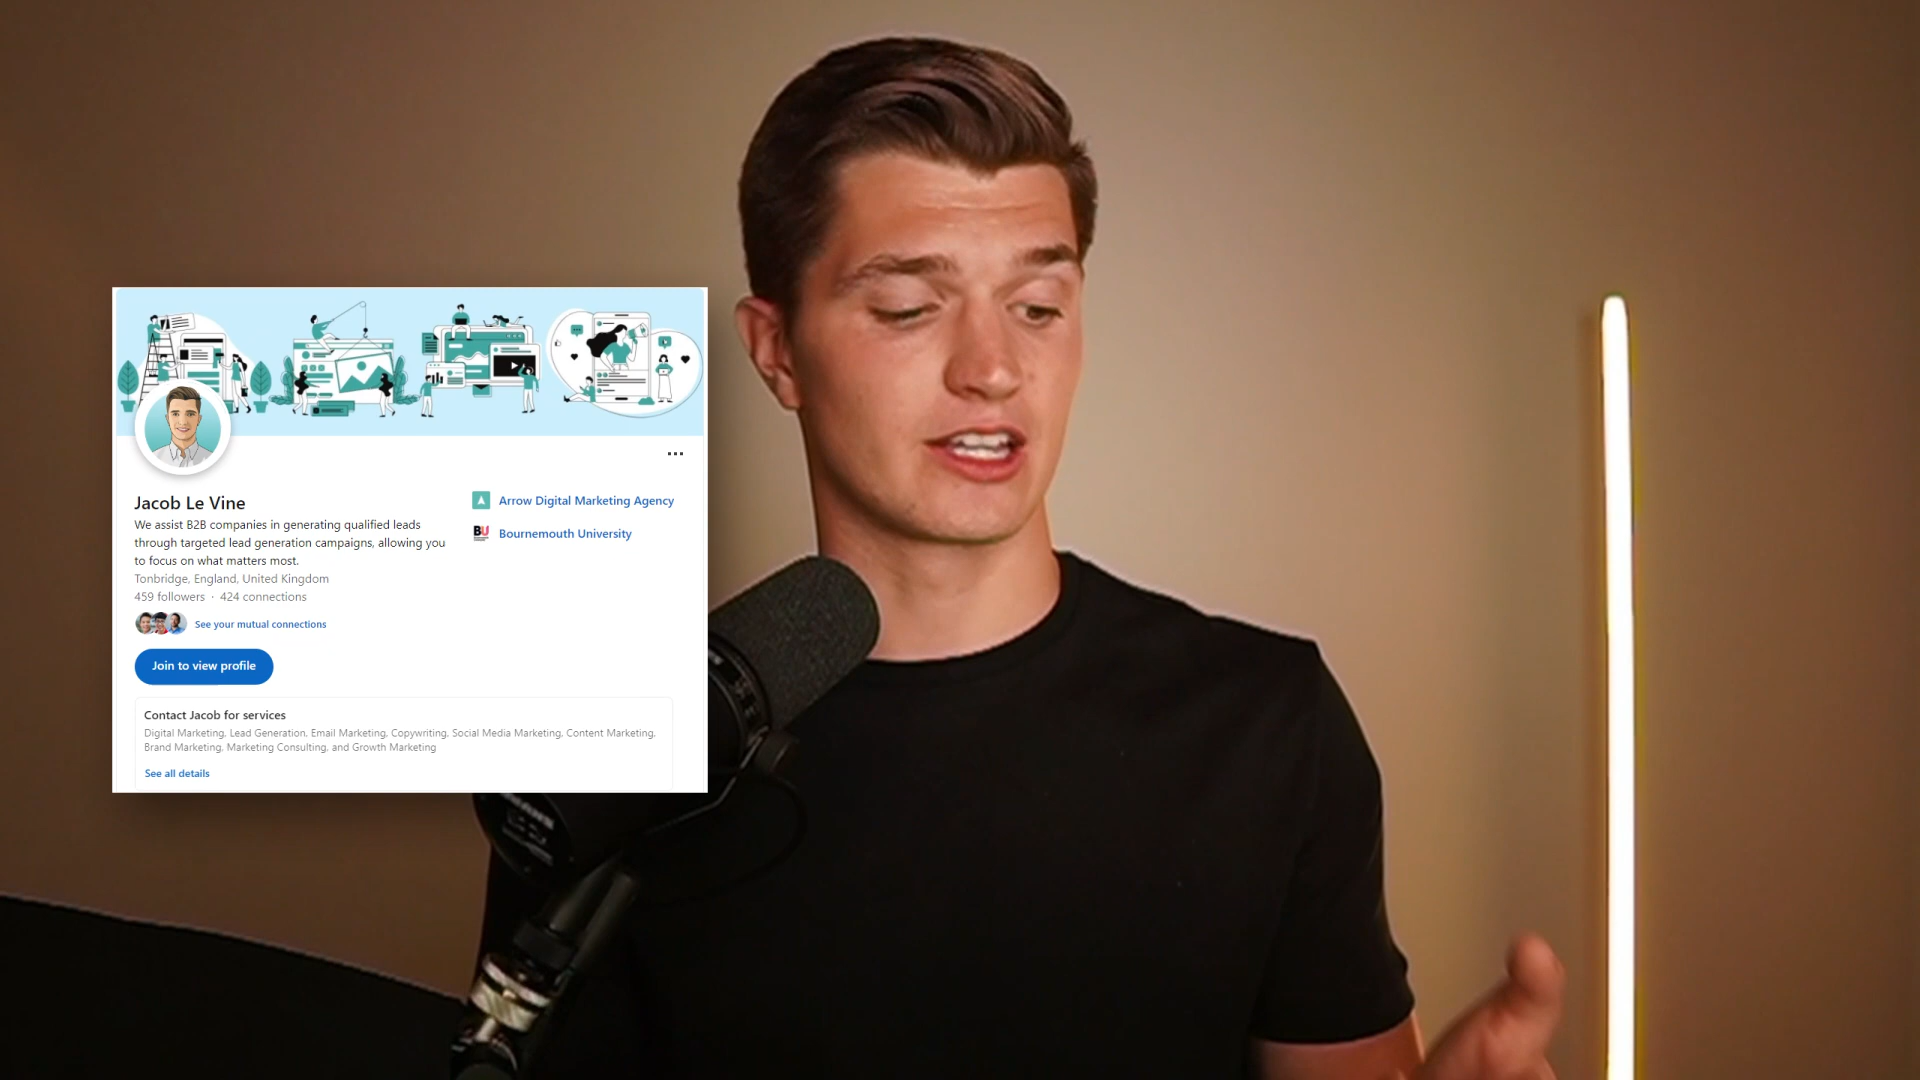 Jacob Le Vine
We assist B2B companies in generating qualified leads
through targeted lead generation campaigns, allowing you
to focus on what matters most.
Tonbridge, England, United Kingdom
459 followers · 424 connections
See your mutual connections
Join to view profile
Arrow Digital Marketing Agency
BU
Bournemouth University
Contact Jacob for services
Digital Marketing, Lead Generation, Email Marketing, Copywriting, Social Media Marketing, Content Marketing,
Brand Marketing, Marketing Consulting, and Growth Marketing
See all details